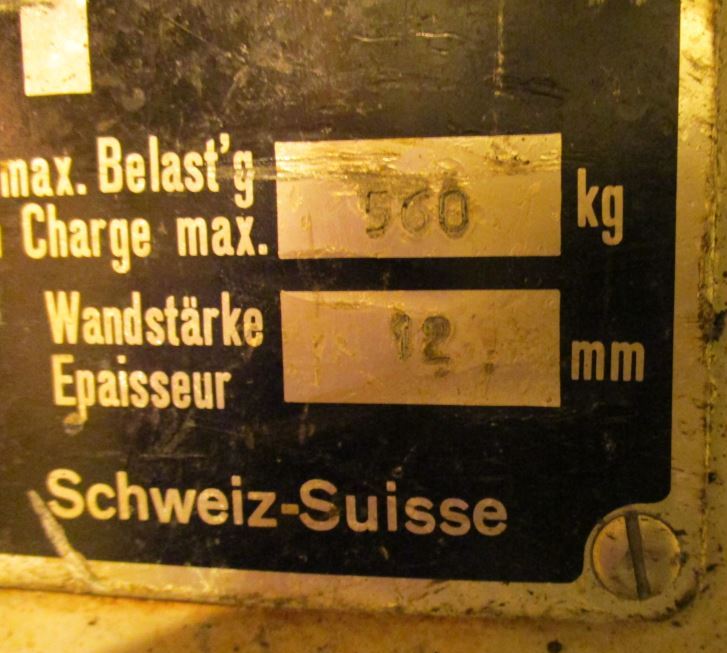 max. Belast'g 560 kg
Charge max.
Wandstärke 12 mm
Epaisseur
Schweiz-Suisse